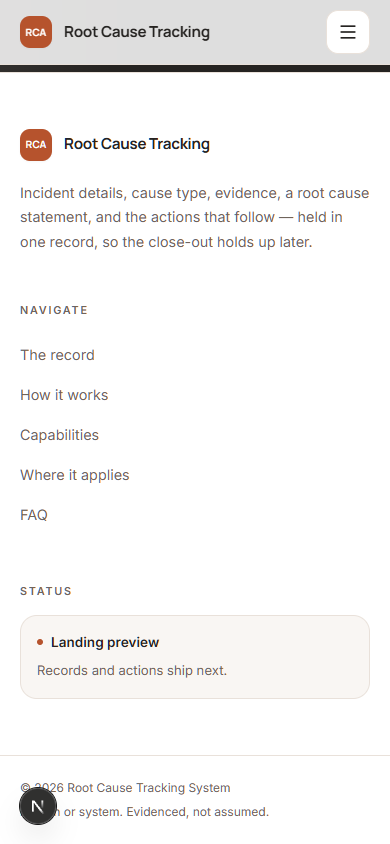 RCA Root Cause Tracking
RCA Root Cause Tracking
Incident details, cause type, evidence, a root cause
statement, and the actions that follow — held in
one record, so the close-out holds up later.
NAVIGATE
The record
How it works
Capabilities
Where it applies
FAQ
STATUS
Landing preview
Records and actions ship next.
© 2026 Root Cause Tracking System
N
or system. Evidenced, not assumed.